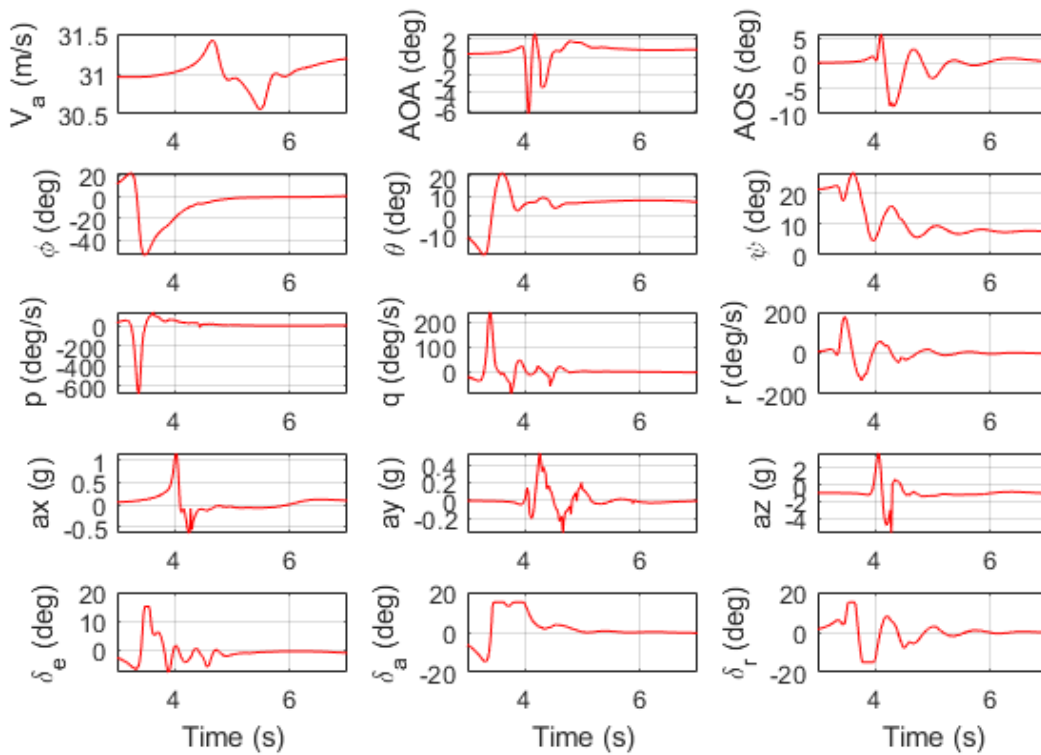 V_a (m/s) 31.5 31 30.5 4 6
AOA (deg) 2 0 -2 -4 -6 4 6
AOS (deg) 5 0 -5 -10 4 6
ϕ (deg) 20 0 -20 -40 4 6
θ (deg) 20 10 0 -10 4 6
ψ (deg) 20 10 0 4 6
p (deg/s) 0 -200 -400 -600 4 6
q (deg/s) 200 100 0 4 6
r (deg/s) 200 0 -200 4 6
ax (g) 1 0.5 0 -0.5 4 6
ay (g) 0.4 0.2 0 -0.2 4 6
az (g) 2 0 -2 -4 4 6
δ_e (deg) 20 10 0 4 6
δ_a (deg) 20 0 -20 4 6
δ_r (deg) 20 0 -20 4 6
Time (s) Time (s) Time (s)